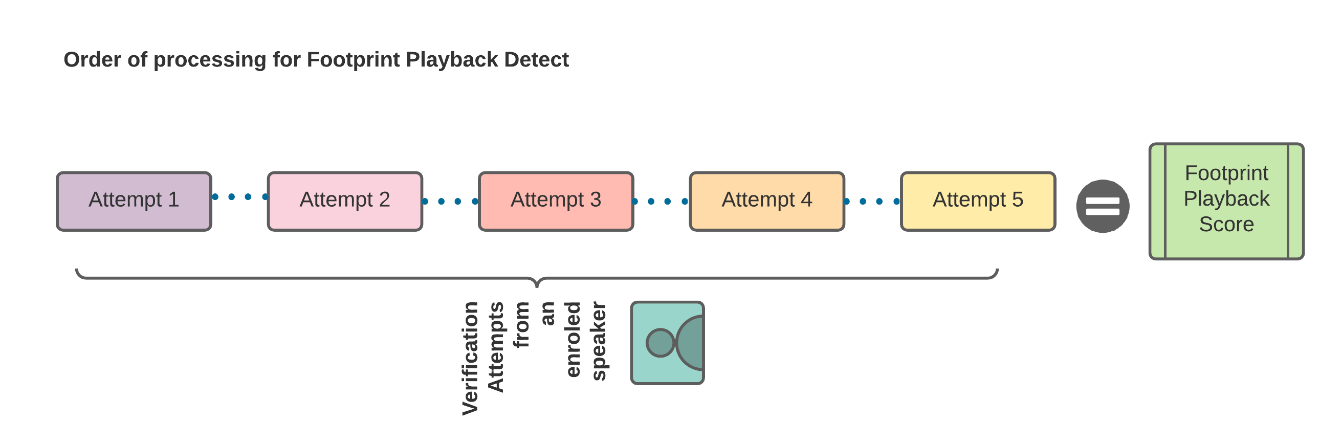 Order of processing for Footprint Playback Detect
Attempt 1
Attempt 2
Attempt 3
Attempt 4
Attempt 5
Footprint
Playback
Score
Verification
Attempts
from
an
enroled
speaker